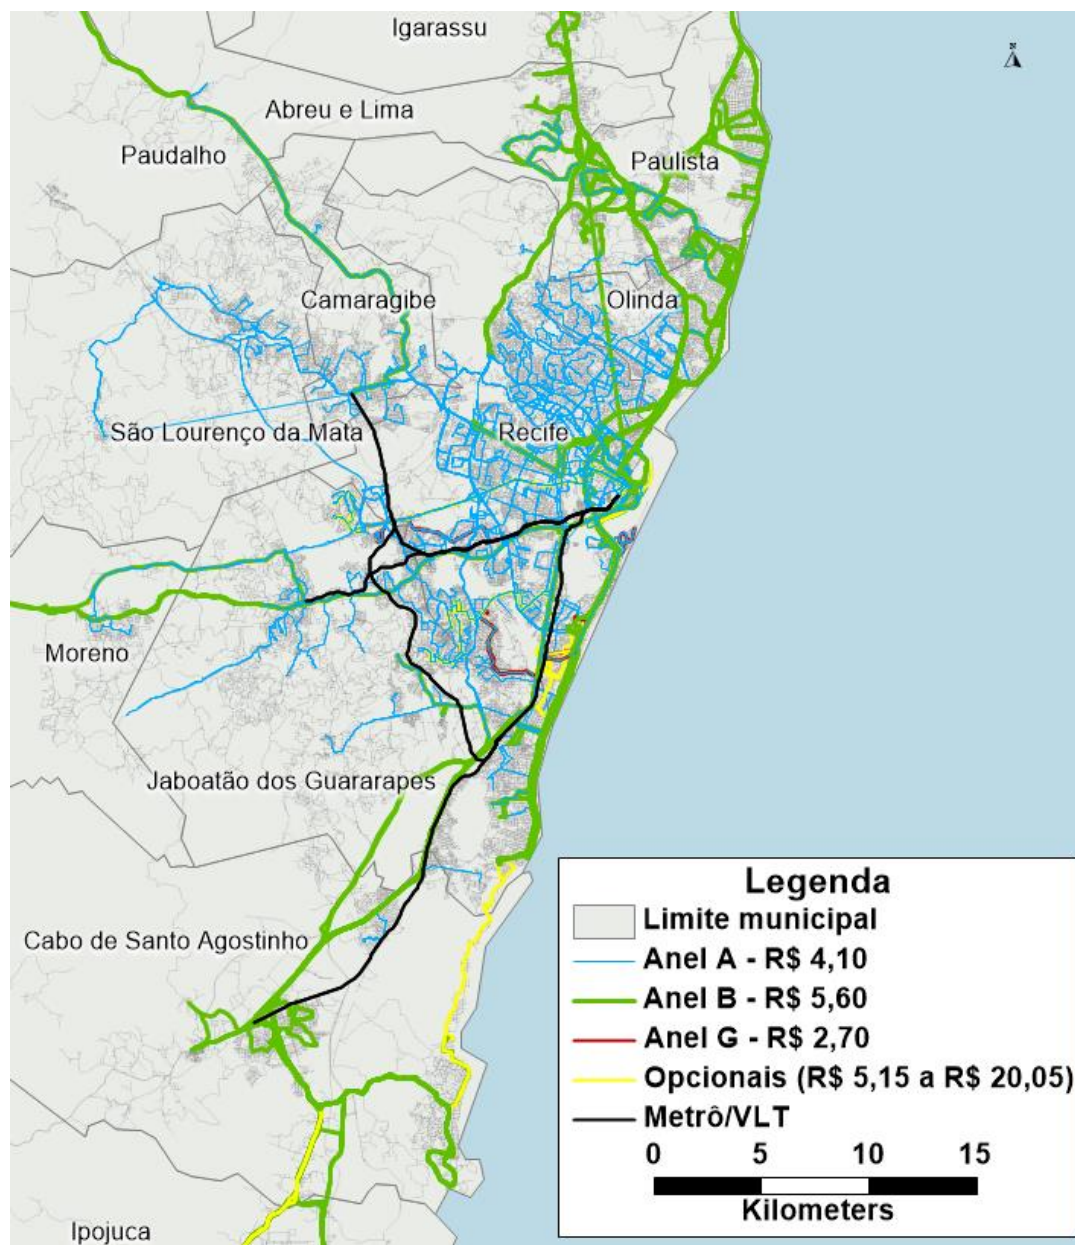 Igarassu
N
Abreu e Lima
Paudalho
Paulista
Camaragibe
Olinda
São Lourenço da Mata
Recife
Moreno
Jaboatão dos Guararapes
Cabo de Santo Agostinho
Ipojuca
Legenda
Limite municipal
Anel A - R$ 4,10
Anel B - R$ 5,60
Anel G - R$ 2,70
Opcionais (R$ 5,15 a R$ 20,05)
Metrô/VLT
0 5 10 15
Kilometers